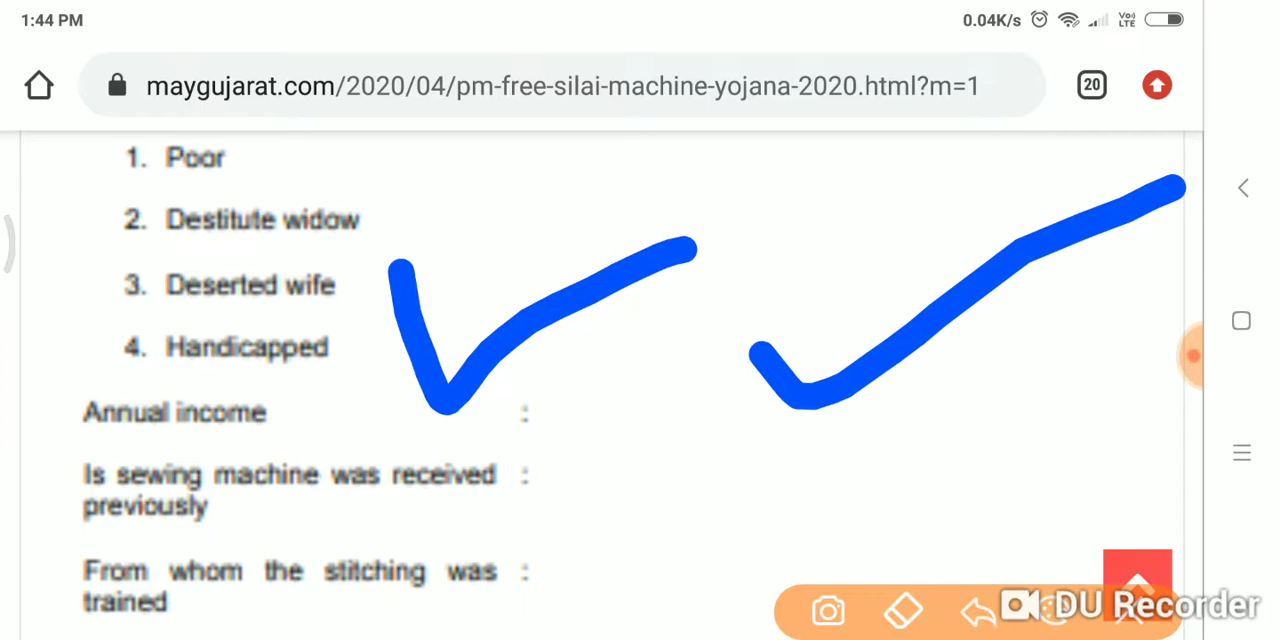 1:44 PM
0.04K/s
Vo)
LTE
maygujarat.com/2020/04/pm-free-silai-machine-yojana-2020.html?m=1
20
1. Poor
2. Destitute widow
3. Deserted wife
4. Handicapped
Annual income :
Is sewing machine was received :
previously
From whom the stitching was :
trained
DU Recorder